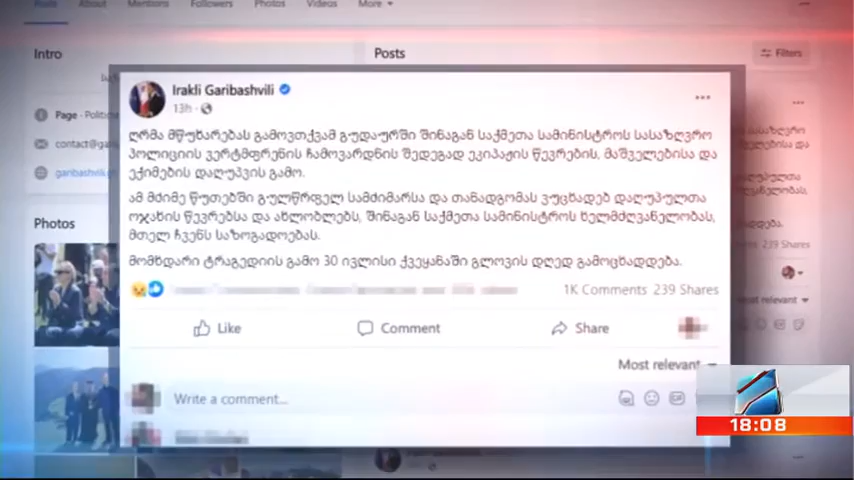 Posts About Mentions Followers Photos Videos More
Intro
Posts
Filters
Irakli Garibashvili
13h
ღრმა მწუხარებას გამოვთქვამ გუდაურში შინაგან საქმეთა სამინისტროს სასაზღვრო
პოლიციის ვერტმფრენის ჩამოვარდნის შედეგად ეკიპაჟის წევრების, მაშველებისა და
ექიმების დაღუპვის გამო.
ამ მძიმე წუთებში გულწრფელ სამძიმარსა და თანადგომას ვუცხადებ დაღუპულთა
ოჯახის წევრებსა და ახლობლებს, შინაგან საქმეთა სამინისტროს ხელმძღვანელობას,
მთელ ჩვენს საზოგადოებას.
მომხდარი ტრაგედიის გამო 30 ივლისი ქვეყანაში გლოვის დღედ გამოცხადდება.
1K Comments 239 Shares
Like Comment Share
Most relevant
Write a comment...
Page
Photos
239 Shares
18:08